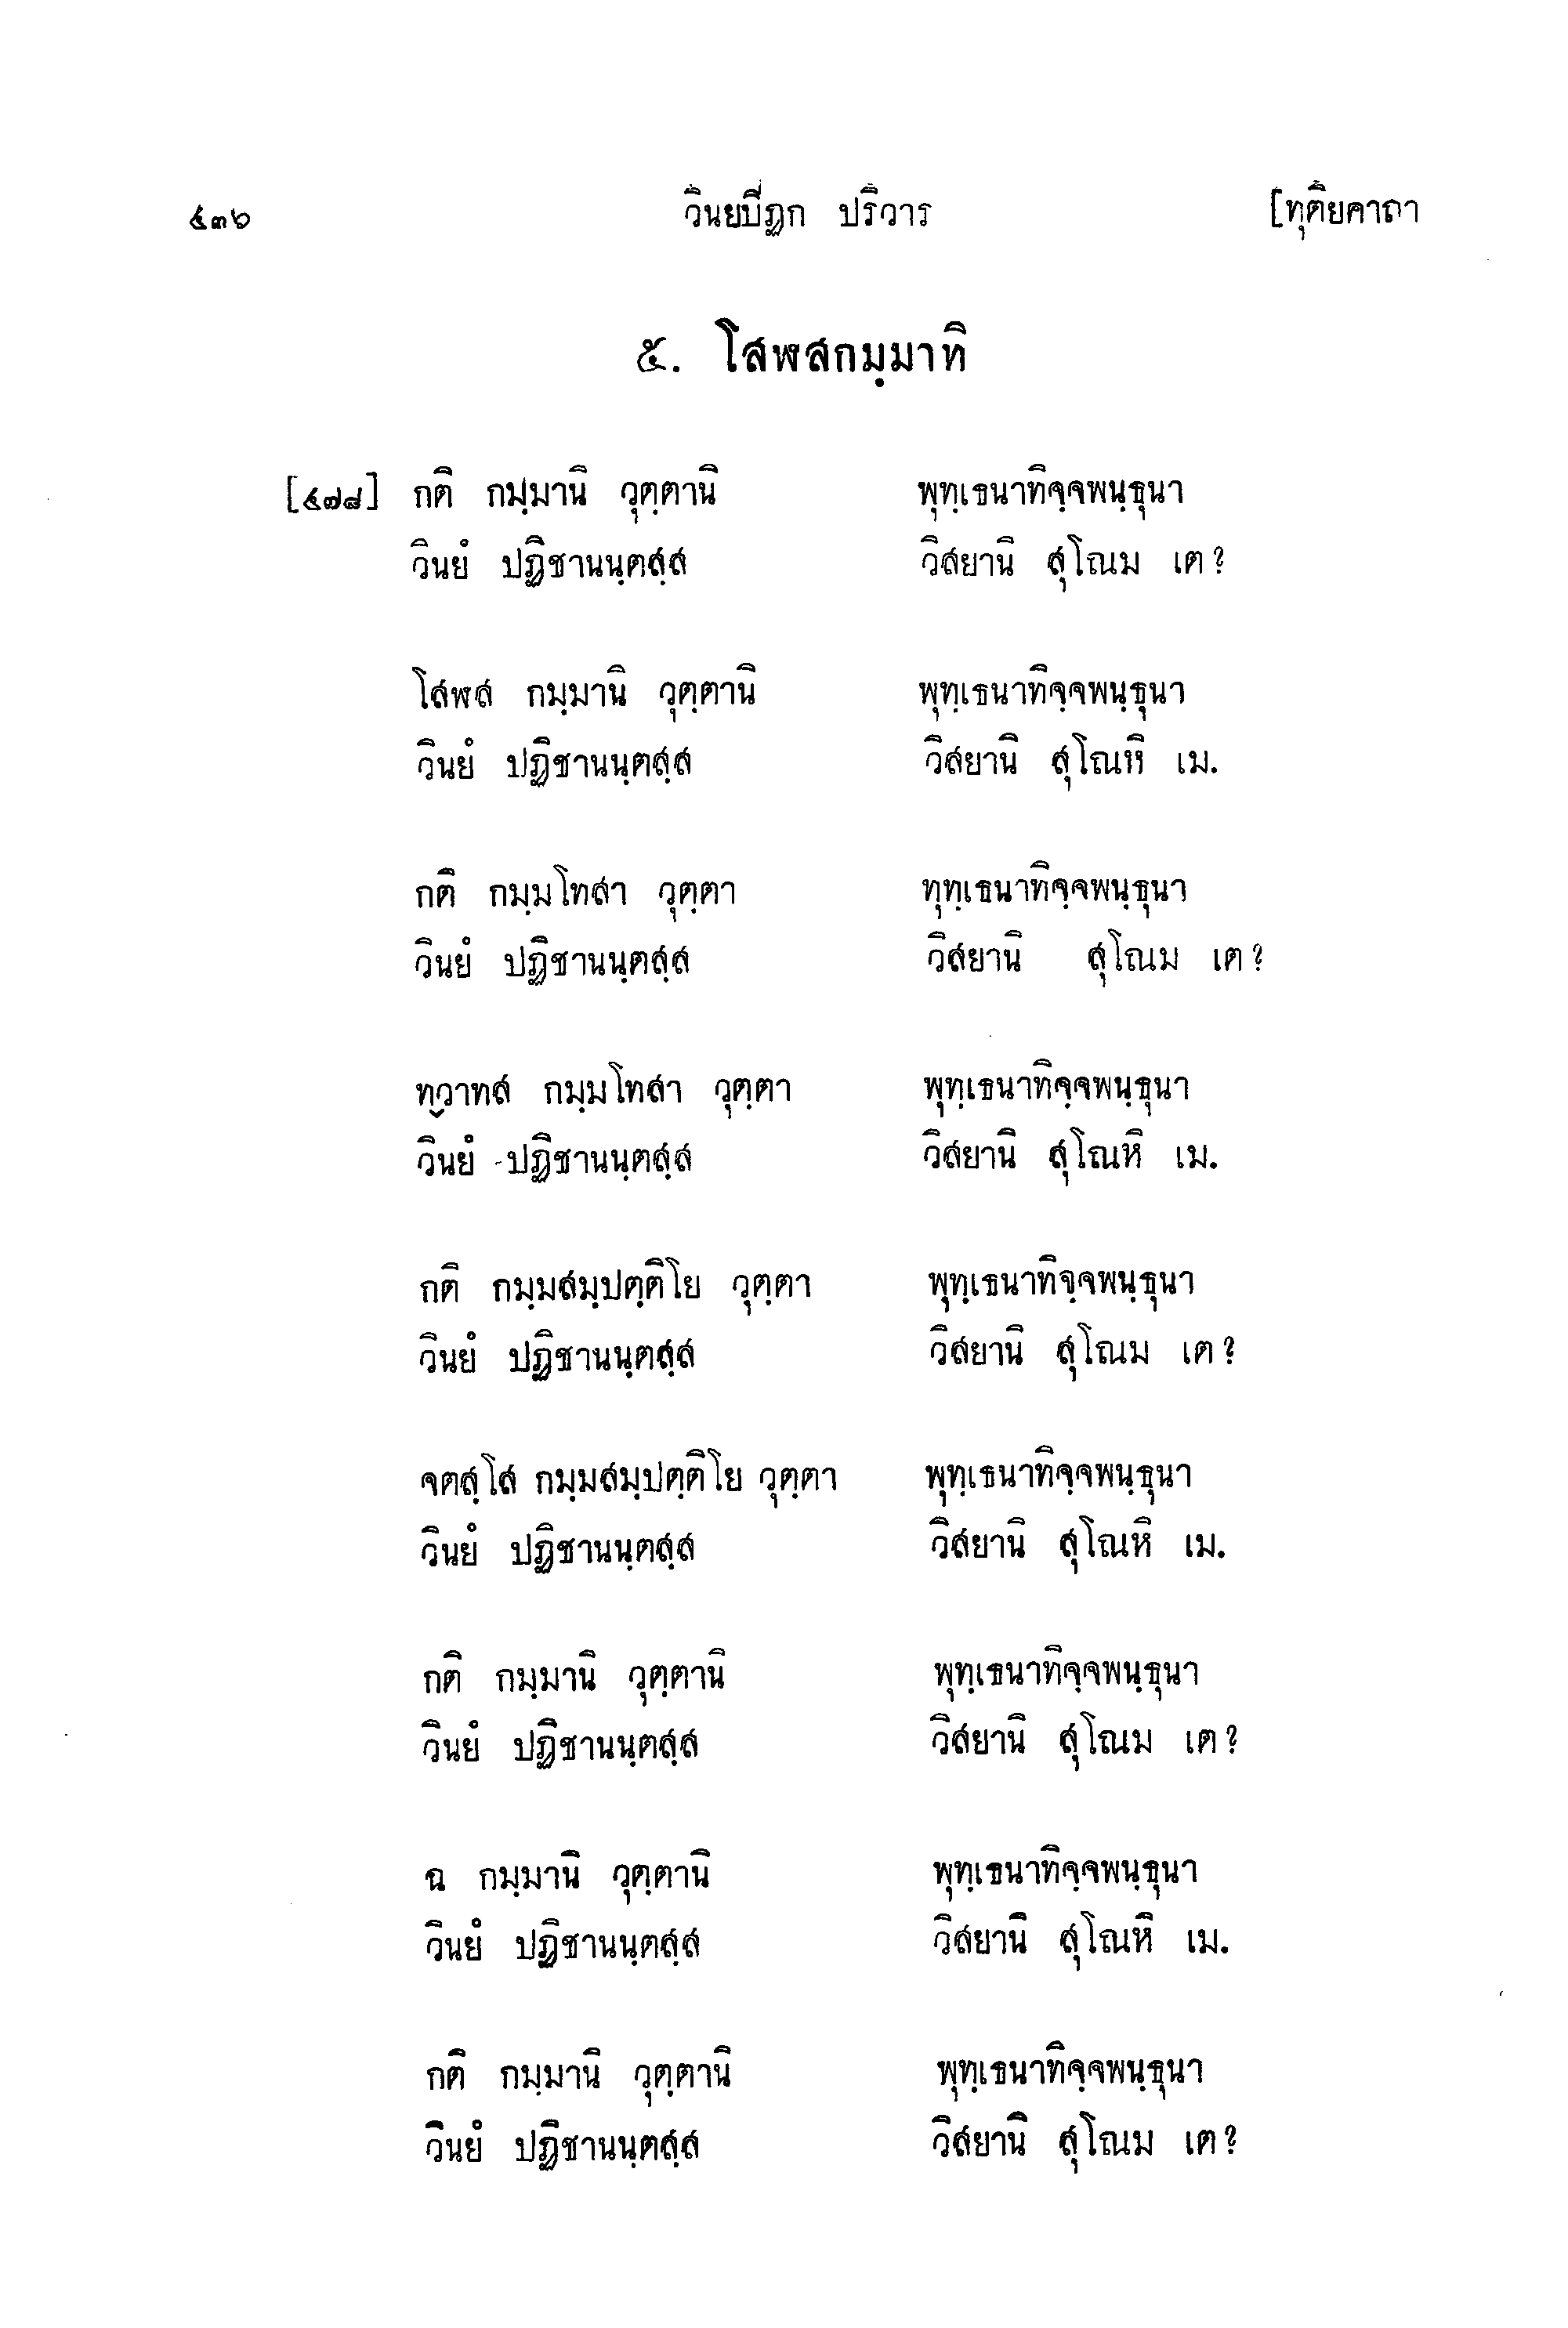 ๕๓๖ วินยปิฏก ปริวาร [ทุติยคาถา
๕. โสฬสกมฺมาทิ
[๔๗๘] กติ กมฺมานิ วุตฺตานิ พุทฺเธนาทิจฺจพนฺธุนา
วินยํ ปฏิชานนฺตสฺส วิสยานิ สุโณม เต?
โสฬส กมฺมานิ วุตฺตานิ พุทฺเธนาทิจฺจพนฺธุนา
วินยํ ปฏิชานนฺตสฺส วิสยานิ สุโณหิ เม.
กติ กมฺมโทสา วุตฺตา ทุทฺเธนาทิจฺจพนฺธุนา
วินยํ ปฏิชานนฺตสฺส วิสยานิ สุโณม เต?
ทฺวาทส กมฺมโทสา วุตฺตา พุทฺเธนาทิจฺจพนฺธุนา
วินยํ ปฏิชานนฺตสฺส วิสยานิ สุโณหิ เม.
กติ กมฺมสมฺปตฺติโย วุตฺตา พุทฺเธนาทิจฺจพนฺธุนา
วินยํ ปฏิชานนฺตสฺส วิสยานิ สุโณม เต?
จตสฺโส กมฺมสมฺปตฺติโย วุตฺตา พุทฺเธนาทิจฺจพนฺธุนา
วินยํ ปฏิชานนฺตสฺส วิสยานิ สุโณหิ เม.
กติ กมฺมานิ วุตฺตานิ พุทฺเธนาทิจฺจพนฺธุนา
วินยํ ปฏิชานนฺตสฺส วิสยานิ สุโณม เต?
ฉ กมฺมานิ วุตฺตานิ พุทฺเธนาทิจฺจพนฺธุนา
วินยํ ปฏิชานนฺตสฺส วิสยานิ สุโณหิ เม.
กติ กมฺมานิ วุตฺตานิ พุทฺเธนาทิจฺจพนฺธุนา
วินยํ ปฏิชานนฺตสฺส วิสยานิ สุโณม เต?